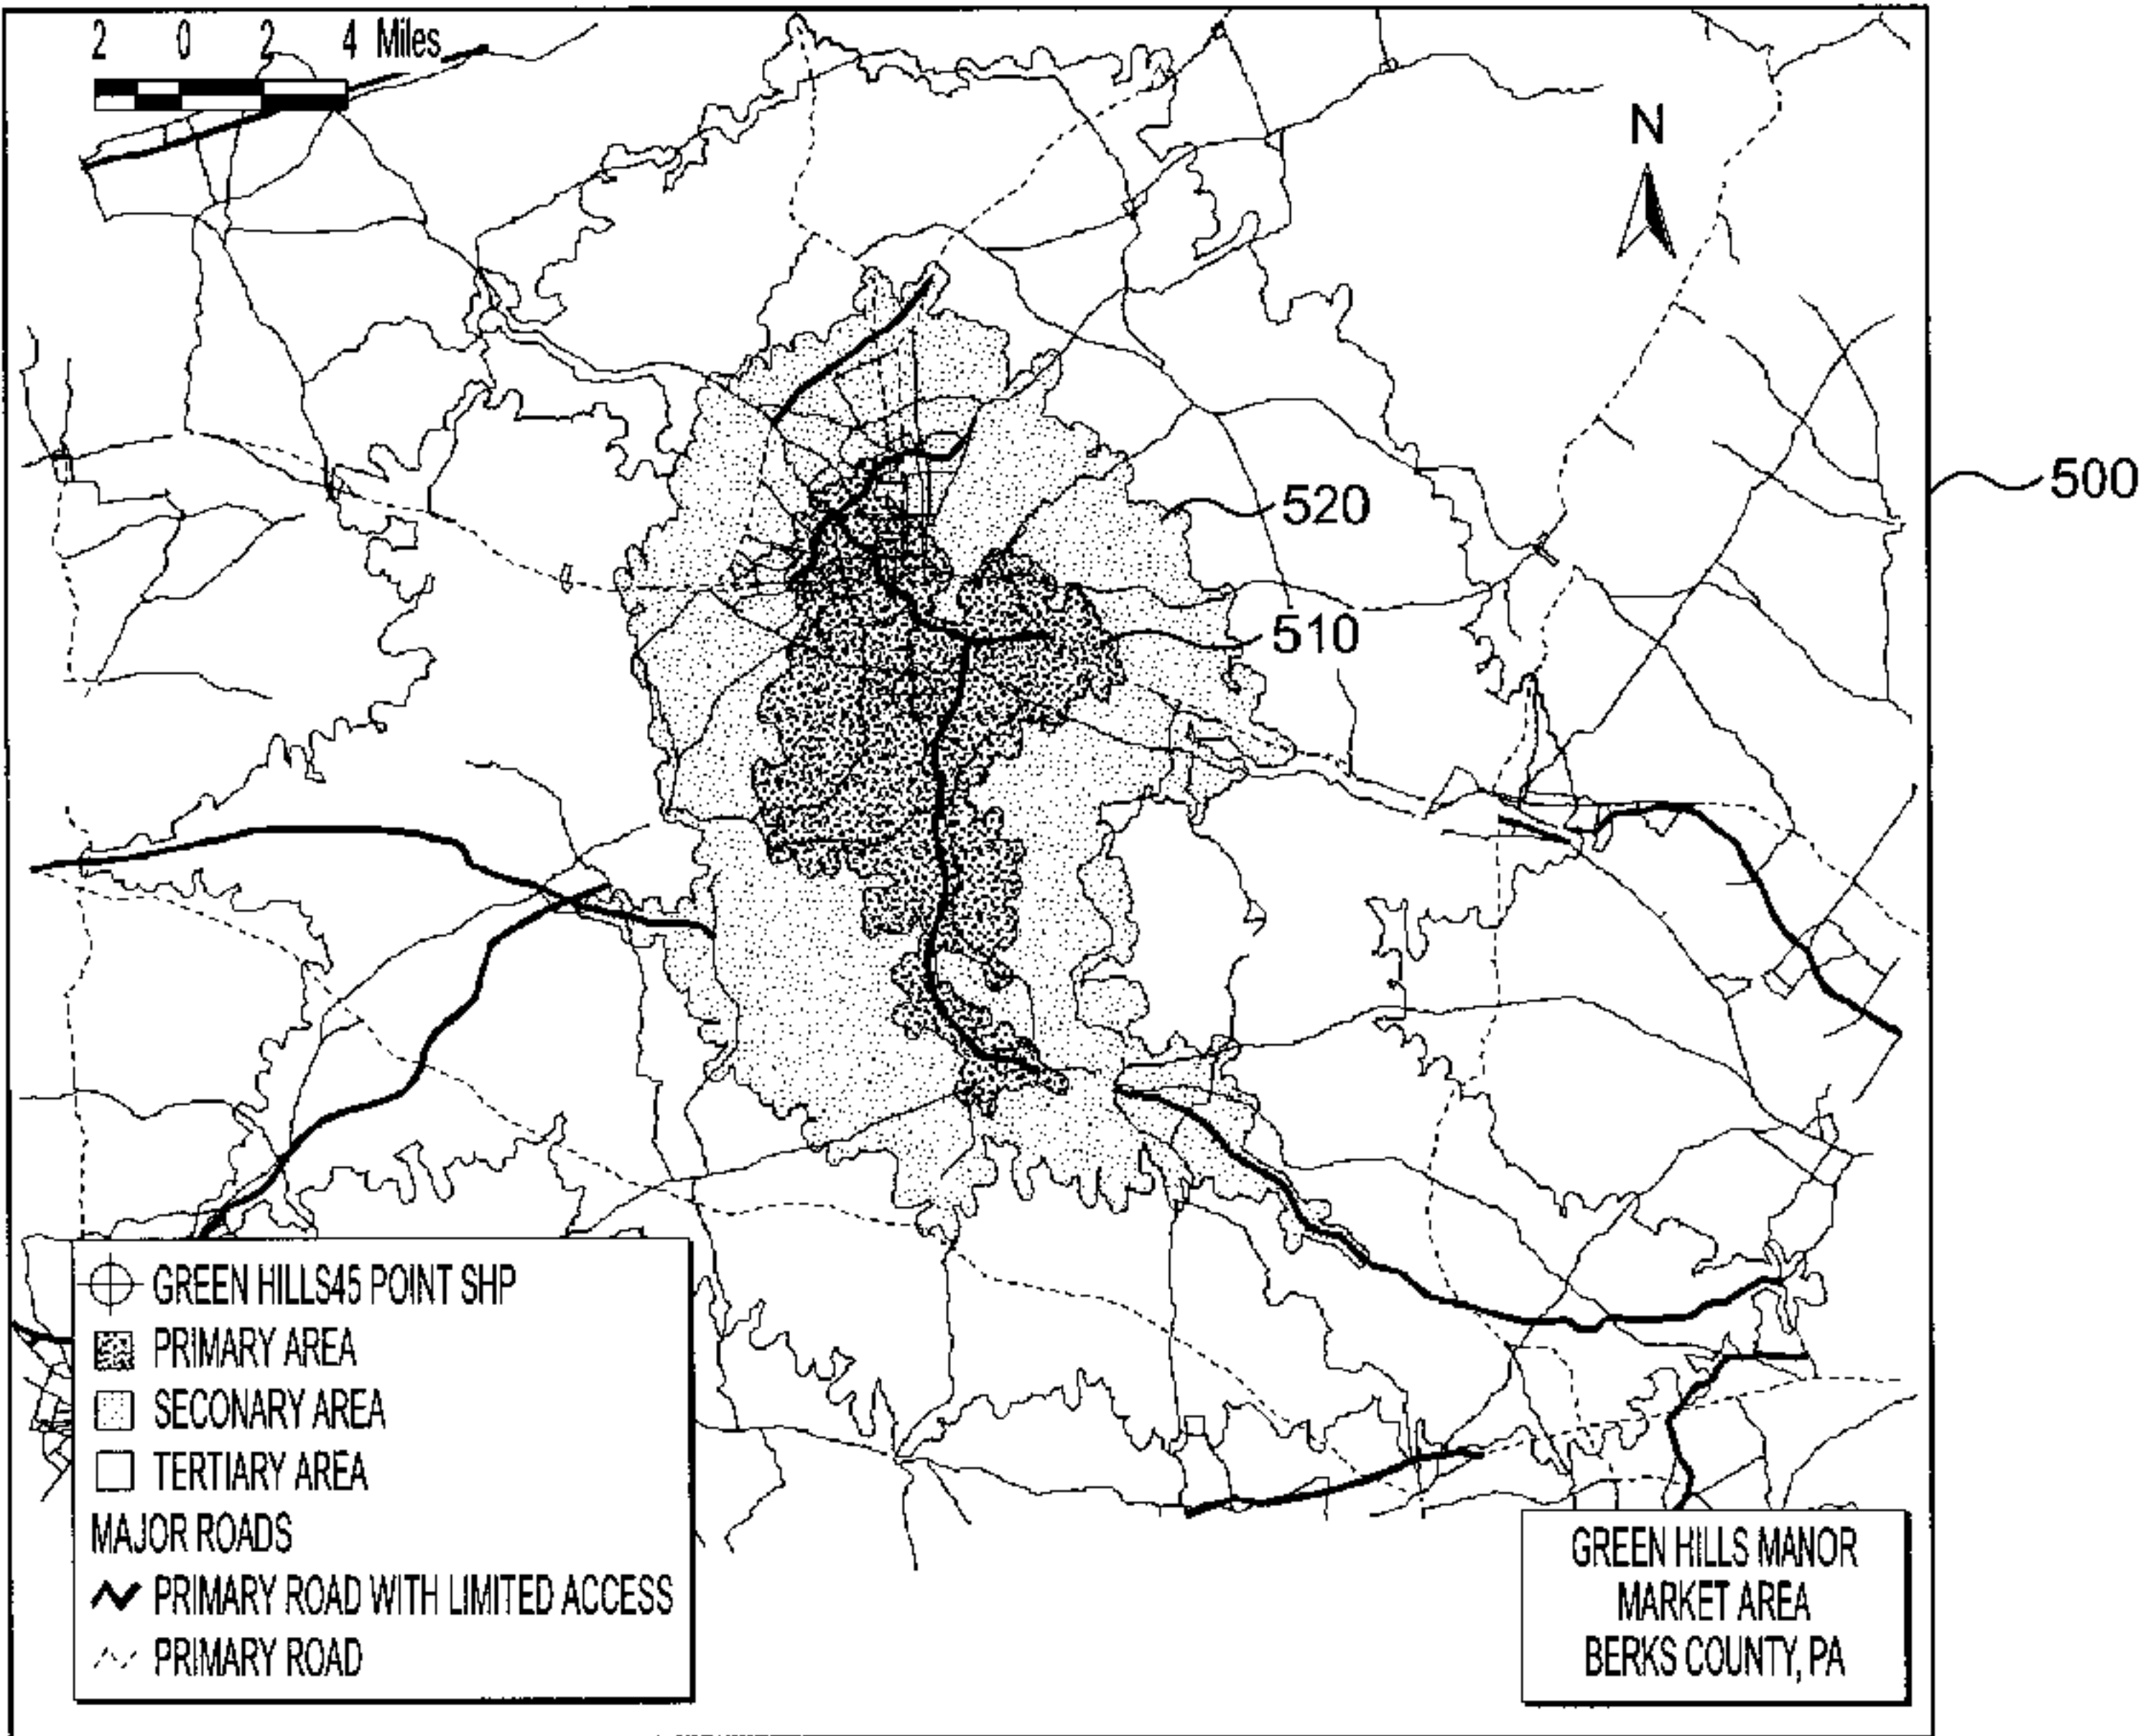 2 0 2 4 Miles
N
500
520
510
GREEN HILLS45 POINT SHP
PRIMARY AREA
SECONARY AREA
TERTIARY AREA
MAJOR ROADS
PRIMARY ROAD WITH LIMITED ACCESS
PRIMARY ROAD
GREEN HILLS MANOR
MARKET AREA
BERKS COUNTY, PA